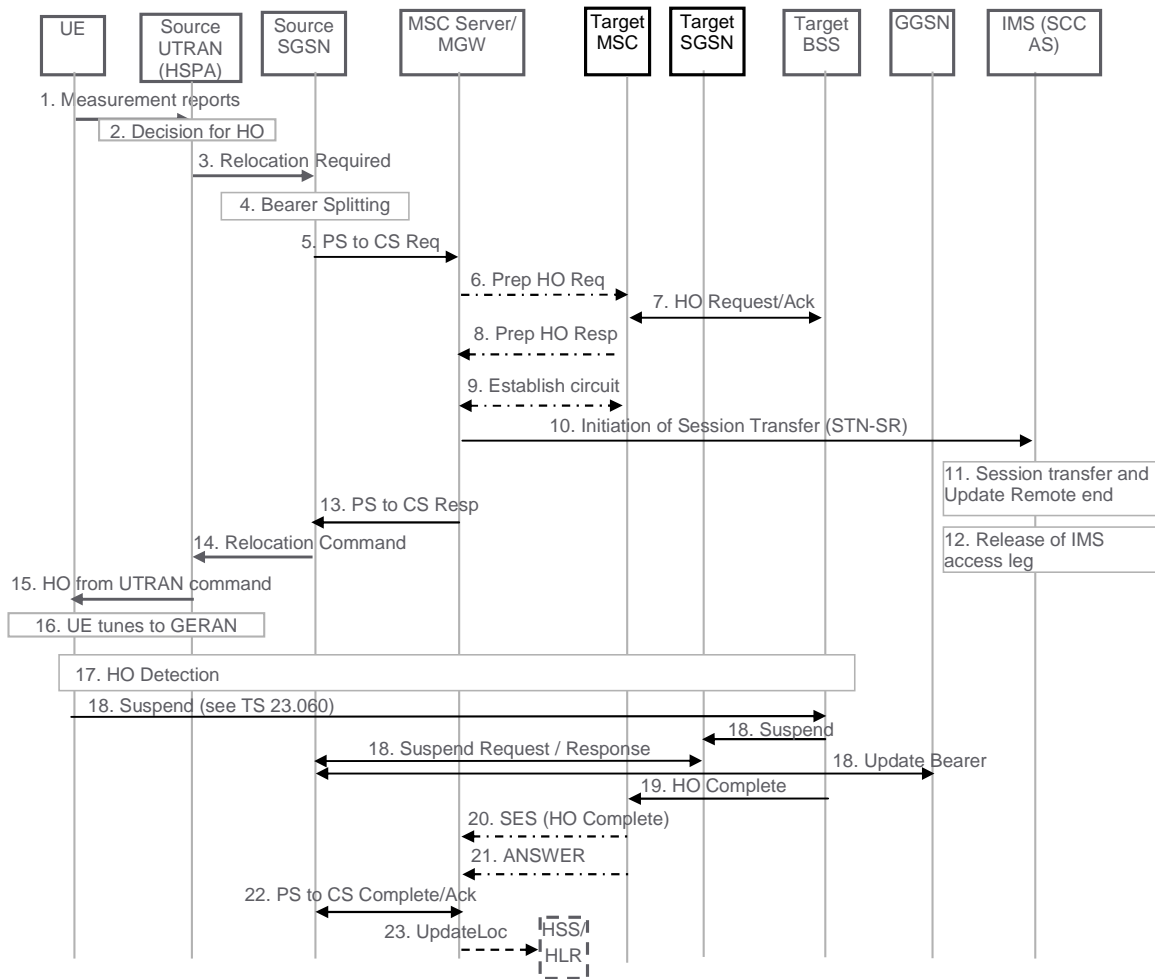 UE
Source
UTRAN
(HSPA)
Source
SGSN
MSC Server/
MGW
Target
MSC
Target
SGSN
Target
BSS
GGSN
IMS (SCC
AS)
1. Measurement reports
2. Decision for HO
3. Relocation Required
4. Bearer Splitting
5. PS to CS Req
6. Prep HO Req
7. HO Request/Ack
8. Prep HO Resp
9. Establish circuit
10. Initiation of Session Transfer (STN-SR)
11. Session transfer and
Update Remote end
13. PS to CS Resp
12. Release of IMS
access leg
14. Relocation Command
15. HO from UTRAN command
16. UE tunes to GERAN
17. HO Detection
18. Suspend (see TS 23.060)
18. Suspend
18. Suspend Request / Response
18. Update Bearer
19. HO Complete
20. SES (HO Complete)
21. ANSWER
22. PS to CS Complete/Ack
23. UpdateLoc
HSS/
HLR